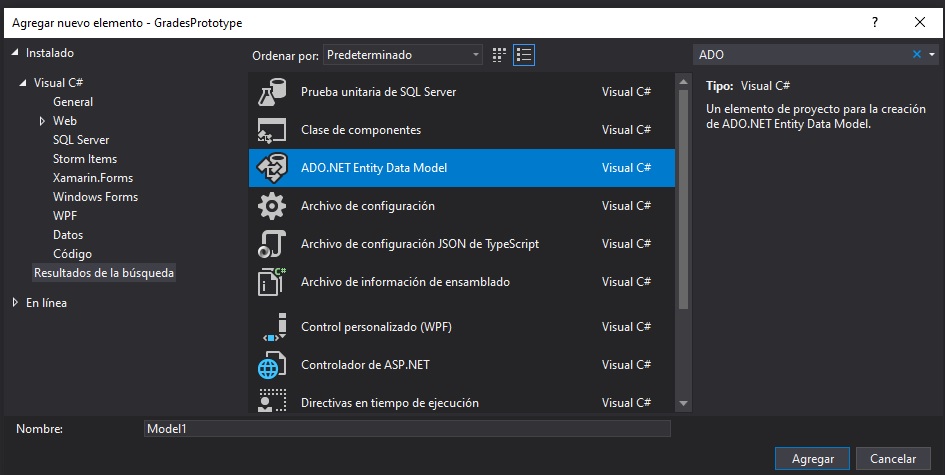 Agregar nuevo elemento - GradesPrototype
?
Instalado
Visual C#
General
Web
SQL Server
Storm Items
Xamarin.Forms
Windows Forms
WPF
Datos
Código
Resultados de la búsqueda
En línea
Ordenar por: Predeterminado
Prueba unitaria de SQL Server Visual C#
Clase de componentes Visual C#
ADO.NET Entity Data Model Visual C#
Archivo de configuración Visual C#
Archivo de configuración JSON de TypeScript Visual C#
Archivo de información de ensamblado Visual C#
Control personalizado (WPF) Visual C#
Controlador de ASP.NET Visual C#
Directivas en tiempo de ejecución Visual C#
ADO
Tipo: Visual C#
Un elemento de proyecto para la creación
de ADO.NET Entity Data Model.
Nombre: Model1
Agregar Cancelar